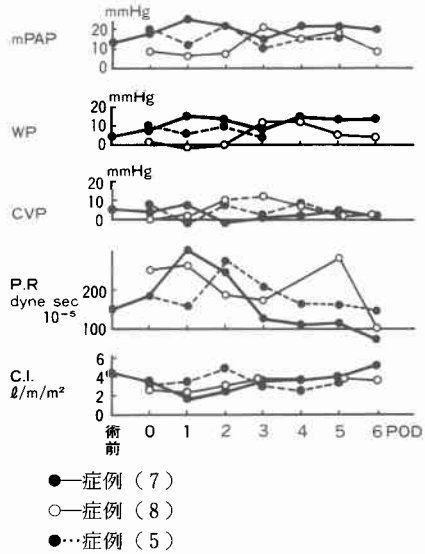 mmHg
mPAP
20
10
0
mmHg
WP
20
10
0
mmHg
CVP
20
10
0
P.R
dyne sec
10⁻⁵
200
100
C.I.
ℓ/m/m²
6
4
2
0
術前 0 1 2 3 4 5 6 POD
●―症例（7）
○―症例（8）
●…症例（5）